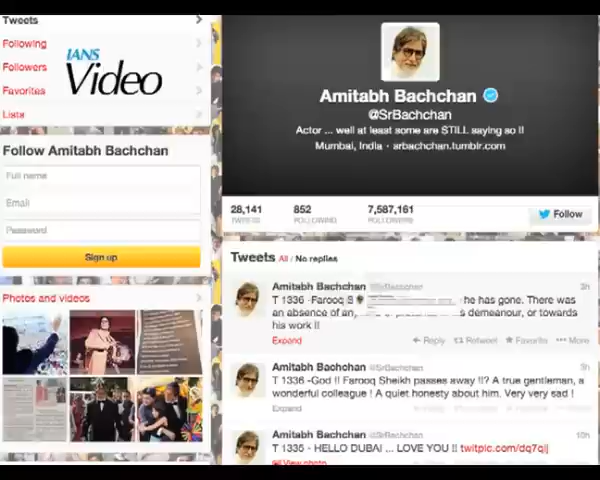 Tweets
Following
Followers
Favorites
Lists
IANS
Video
Follow Amitabh Bachchan
Full name
Email
Password
Sign up
Photos and videos
Amitabh Bachchan
@SrBachchan
Actor ... well at least some are STILL saying so !!
Mumbai, India · srbachchan.tumblr.com
28,141
TWEETS
852
FOLLOWING
7,587,161
FOLLOWERS
Follow
Tweets All / No replies
Amitabh Bachchan @SrBachchan 3h
T 1336 -Farooq S he has gone. There was
an absence of any demeanour, or towards
his work !!
Expand Reply Retweet Favorite More
Amitabh Bachchan @SrBachchan 3h
T 1336 -God !! Farooq Sheikh passes away !!? A true gentleman, a
wonderful colleague ! A quiet honesty about him. Very very sad !
Expand
Amitabh Bachchan @SrBachchan 10h
T 1335 - HELLO DUBAI ... LOVE YOU !! twitpic.com/dq7qij
View photo